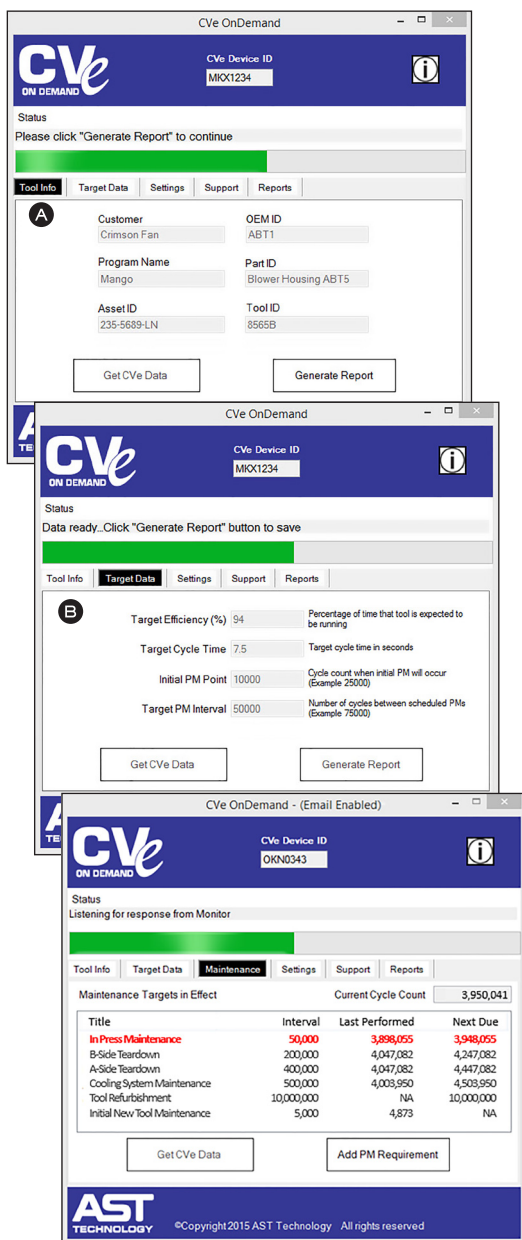 CVe OnDemand
CVe
ON DEMAND
CVe Device ID
MKX1234
i
Status
Please click "Generate Report" to continue
Tool Info Target Data Settings Support Reports
A
Customer OEM ID
Crimson Fan ABT1
Program Name Part ID
Mango Blower Housing ABT5
Asset ID Tool ID
235-5689-LN 8565B
Get CVe Data Generate Report
CVe OnDemand
CVe
ON DEMAND
CVe Device ID
MKX1234
i
Status
Data ready...Click "Generate Report" button to save
Tool Info Target Data Settings Support Reports
B
Target Efficiency (%) 94 Percentage of time that tool is expected to
be running
Target Cycle Time 7.5 Target cycle time in seconds
Initial PM Point 10000 Cycle count when initial PM will occur
(Example 25000)
Target PM Interval 50000 Number of cycles between scheduled PMs
(Example 75000)
Get CVe Data Generate Report
CVe OnDemand - (Email Enabled)
CVe
ON DEMAND
CVe Device ID
OKN0343
i
Status
Listening for response from Monitor
Tool Info Target Data Maintenance Settings Support Reports
Maintenance Targets in Effect Current Cycle Count 3,950,041
Title Interval Last Performed Next Due
In Press Maintenance 50,000 3,898,055 3,948,055
B-Side Teardown 200,000 4,047,082 4,247,082
A-Side Teardown 400,000 4,047,082 4,447,082
Cooling System Maintenance 500,000 4,003,950 4,503,950
Tool Refurbishment 10,000,000 NA 10,000,000
Initial New Tool Maintenance 5,000 4,873 NA
Get CVe Data Add PM Requirement
AST
TECHNOLOGY
©Copyright 2015 AST Technology All rights reserved